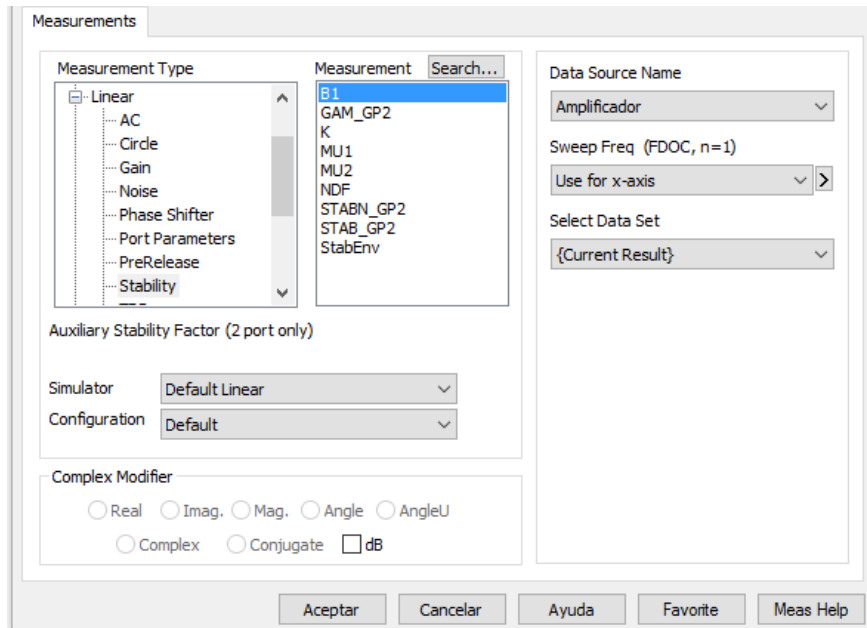 Measurements
Measurement Type
Linear
AC
Circle
Gain
Noise
Phase Shifter
Port Parameters
PreRelease
Stability
Measurement Search...
B1
GAM_GP2
K
MU1
MU2
NDF
STABN_GP2
STAB_GP2
StabEnv
Auxiliary Stability Factor (2 port only)
Simulator Default Linear
Configuration Default
Complex Modifier
Real Imag. Mag. Angle AngleU
Complex Conjugate dB
Data Source Name
Amplificador
Sweep Freq (FDOC, n=1)
Use for x-axis >
Select Data Set
{Current Result}
Aceptar Cancelar Ayuda Favorite Meas Help